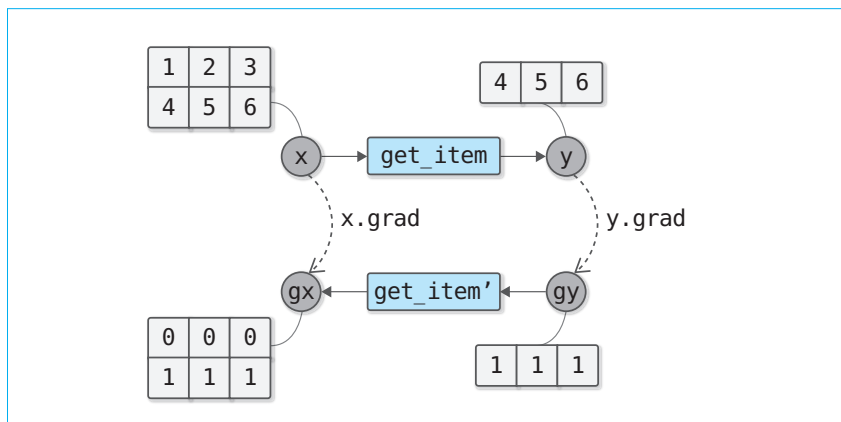 1 2 3
4 5 6
4 5 6
x
get_item
y
x.grad
y.grad
gx
get_item’
gy
0 0 0
1 1 1
1 1 1